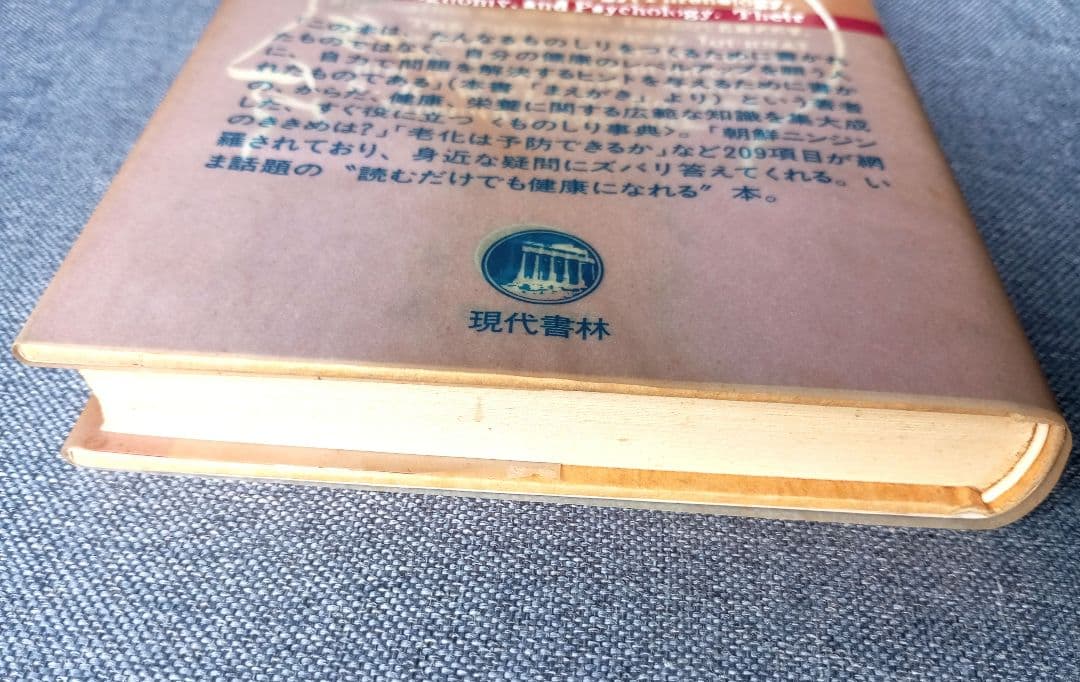 and Psychology, Their
「この本は、たんなるものしりをつくるために書かれ
たものではなく、自分の健康のレベルアップを願う人
に、自力で問題を解決するヒントを与えるために書か
れたものである」(本書「まえがき」より)という著者
の、からだ、健康、栄養に関する広範な知識を集大成
した、すぐ役に立つ〈ものしり事典〉。「朝鮮ニンジン
のききめは?」「老化は予防できるか」など209項目が網
羅されており、身近な疑問にズバリ答えてくれる。い
ま話題の〝読むだけでも健康になれる〟本。
現代書林